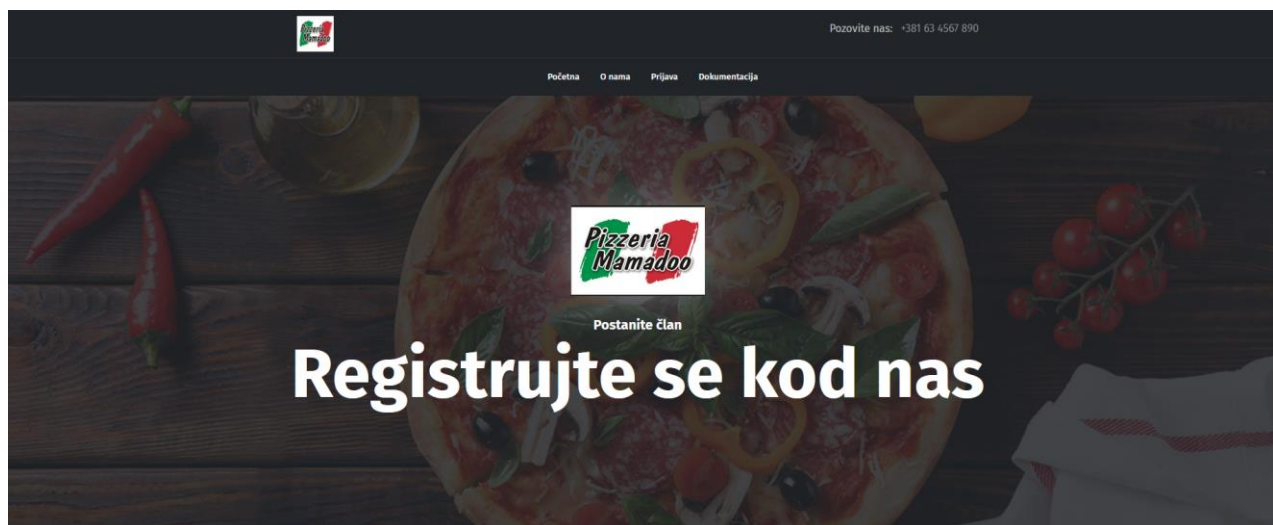 Pizzeria
Mamadoo
Pozovite nas: +381 63 4567 890
Početna O nama Prijava Dokumentacija
Pizzeria
Mamadoo
Postanite član
Registrujte se kod nas